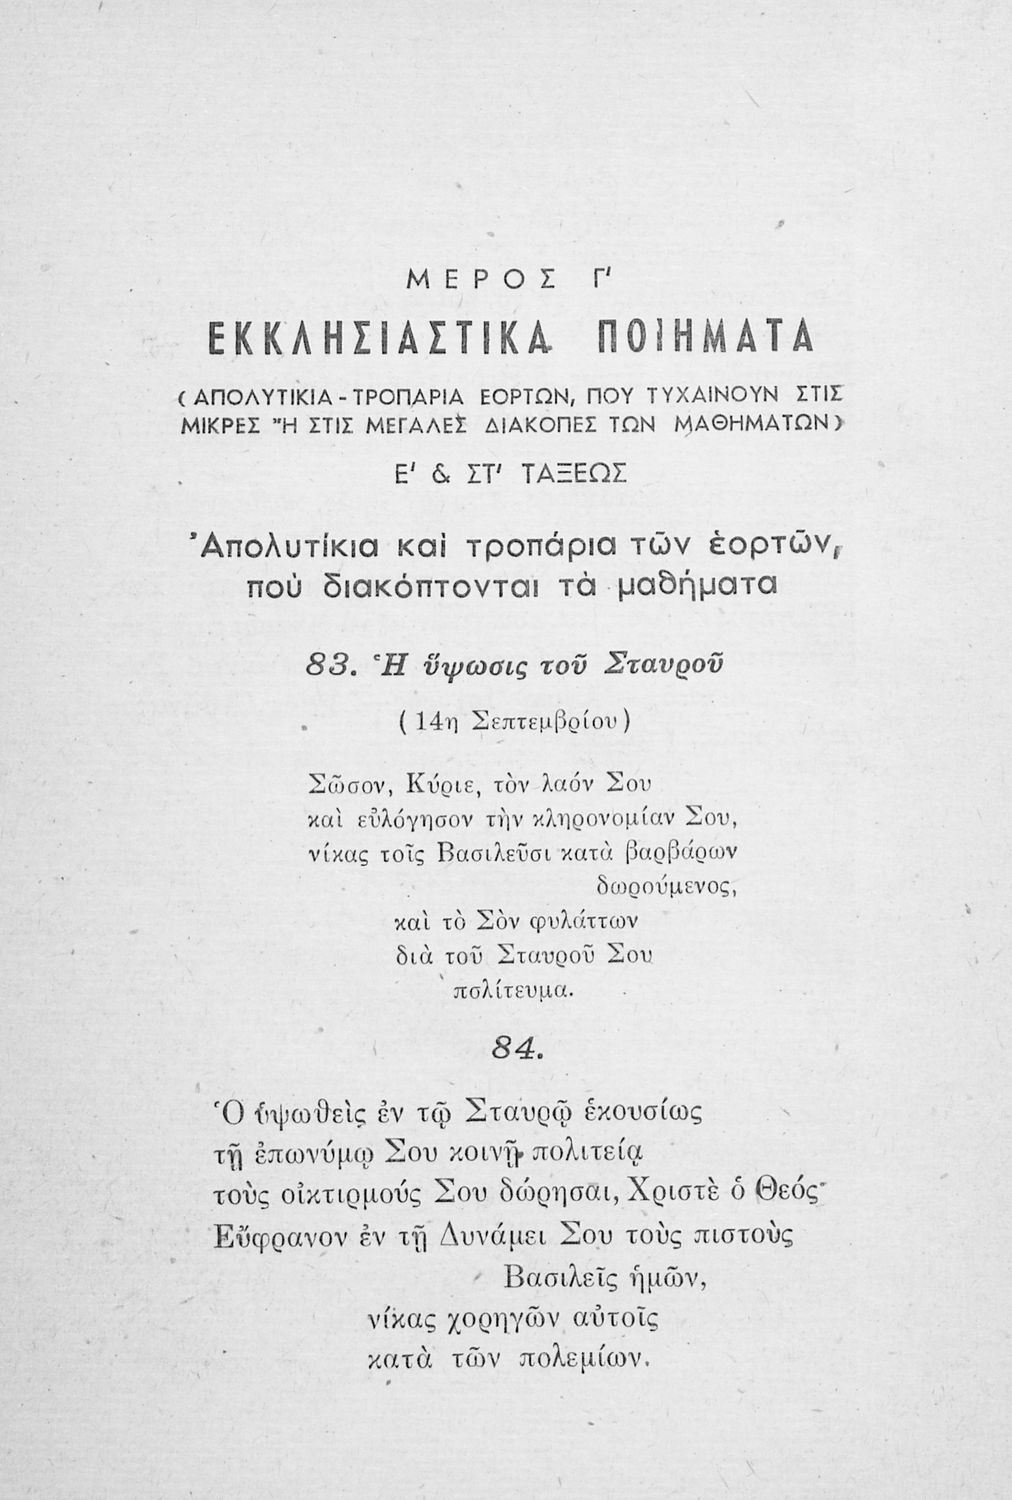 ΜΕΡΟΣ Γ'
ΕΚΚΛΗΣΙΑΣΤΙΚΑ ΠΟΙΗΜΑΤΑ
(ΑΠΟΛΥΤΙΚΙΑ - ΤΡΟΠΑΡΙΑ ΕΟΡΤΩΝ, ΠΟΥ ΤΥΧΑΙΝΟΥΝ ΣΤΙΣ
ΜΙΚΡΕΣ Ἢ ΣΤΙΣ ΜΕΓΑΛΕΣ ΔΙΑΚΟΠΕΣ ΤΩΝ ΜΑΘΗΜΑΤΩΝ)
Ε' & ΣΤ' ΤΑΞΕΩΣ
Ἀπολυτίκια καὶ τροπάρια τῶν ἑορτῶν,
ποὺ διακόπτονται τὰ μαθήματα
83. Ἡ ὕψωσις τοῦ Σταυροῦ
(14η Σεπτεμβρίου)
Σῶσον, Κύριε, τὸν λαόν Σου
καὶ εὐλόγησον τὴν κληρονομίαν Σου,
νίκας τοῖς Βασιλεῦσι κατὰ βαρβάρων
δωρούμενος,
καὶ τὸ Σὸν φυλάττων
διὰ τοῦ Σταυροῦ Σου
πολίτευμα.
84.
Ὁ ὑψωθεὶς ἐν τῷ Σταυρῷ ἑκουσίως
τῇ ἐπωνύμῳ Σου κοινῇ πολιτείᾳ
τοὺς οἰκτιρμούς Σου δώρησαι, Χριστὲ ὁ Θεός·
Εὔφρανον ἐν τῇ Δυνάμει Σου τοὺς πιστοὺς
Βασιλεῖς ἡμῶν,
νίκας χορηγῶν αὐτοῖς
κατὰ τῶν πολεμίων.